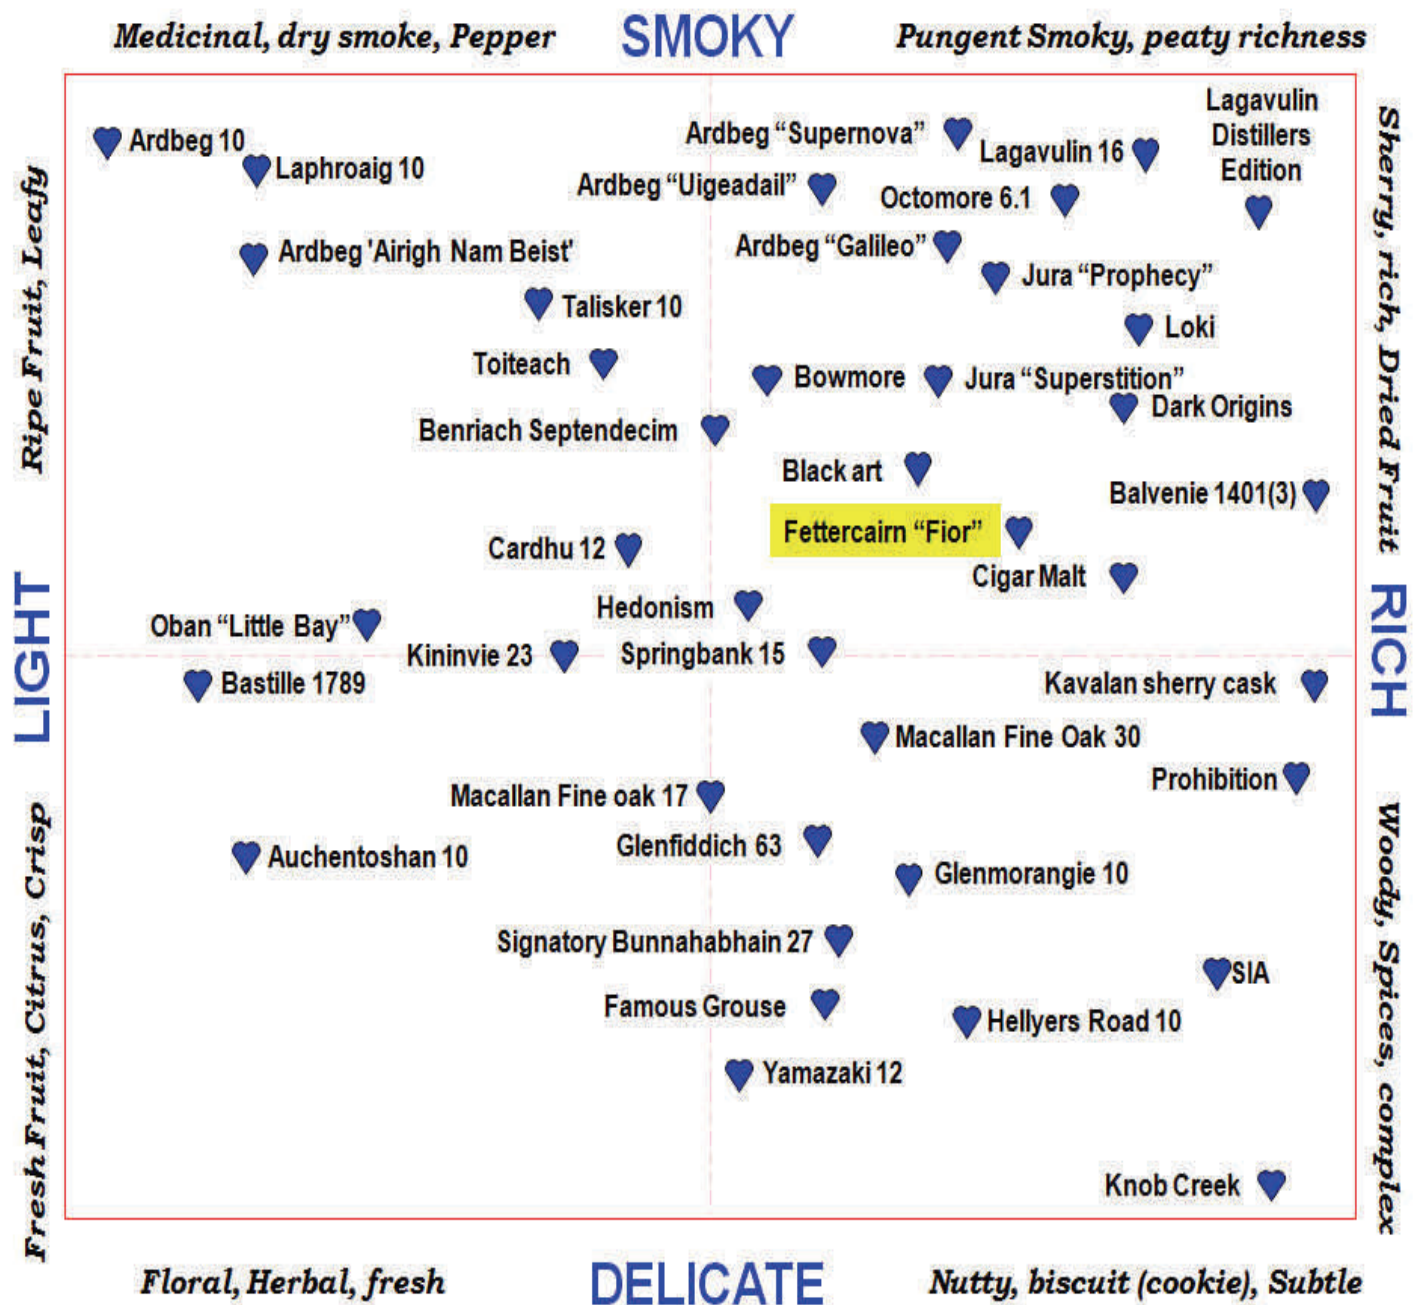 Medicinal, dry smoke, Pepper
SMOKY
Pungent Smoky, peaty richness
Ripe Fruit, Leafy
LIGHT
Fresh Fruit, Citrus, Crisp
Sherry, rich, Dried Fruit
RICH
Woody, Spices, complex
Lagavulin
Distillers
Edition
Ardbeg 10
Ardbeg “Supernova”
Lagavulin 16
Laphroaig 10
Ardbeg “Uigeadail”
Octomore 6.1
Ardbeg 'Airigh Nam Beist'
Ardbeg “Galileo”
Jura “Prophecy”
Talisker 10
Loki
Toiteach
Bowmore
Jura “Superstition”
Dark Origins
Benriach Septendecim
Black art
Balvenie 1401(3)
Fettercairn “Fior”
Cardhu 12
Cigar Malt
Hedonism
Oban “Little Bay”
Kininvie 23
Springbank 15
Bastille 1789
Kavalan sherry cask
Macallan Fine Oak 30
Prohibition
Macallan Fine oak 17
Glenfiddich 63
Auchentoshan 10
Glenmorangie 10
Signatory Bunnahabhain 27
SIA
Famous Grouse
Hellyers Road 10
Yamazaki 12
Knob Creek
Floral, Herbal, fresh
DELICATE
Nutty, biscuit (cookie), Subtle